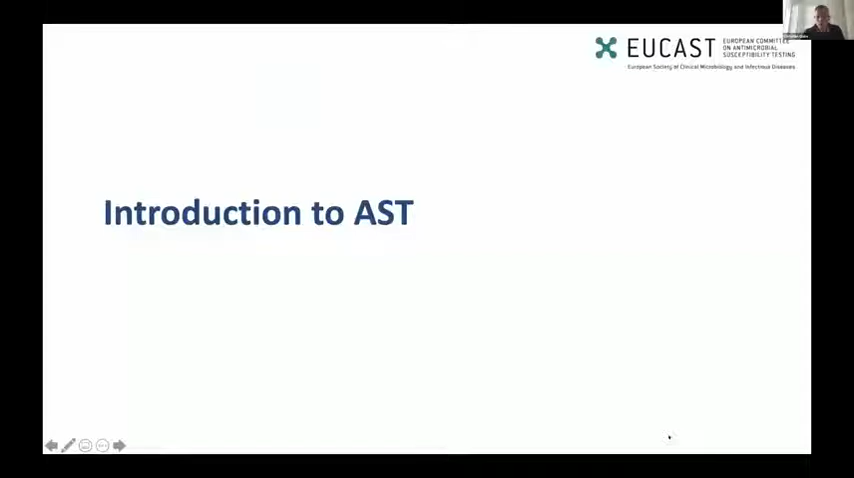 EUCAST
EUROPEAN COMMITTEE
ON ANTIMICROBIAL
SUSCEPTIBILITY TESTING
European Society of Clinical Microbiology and Infectious Diseases
Introduction to AST